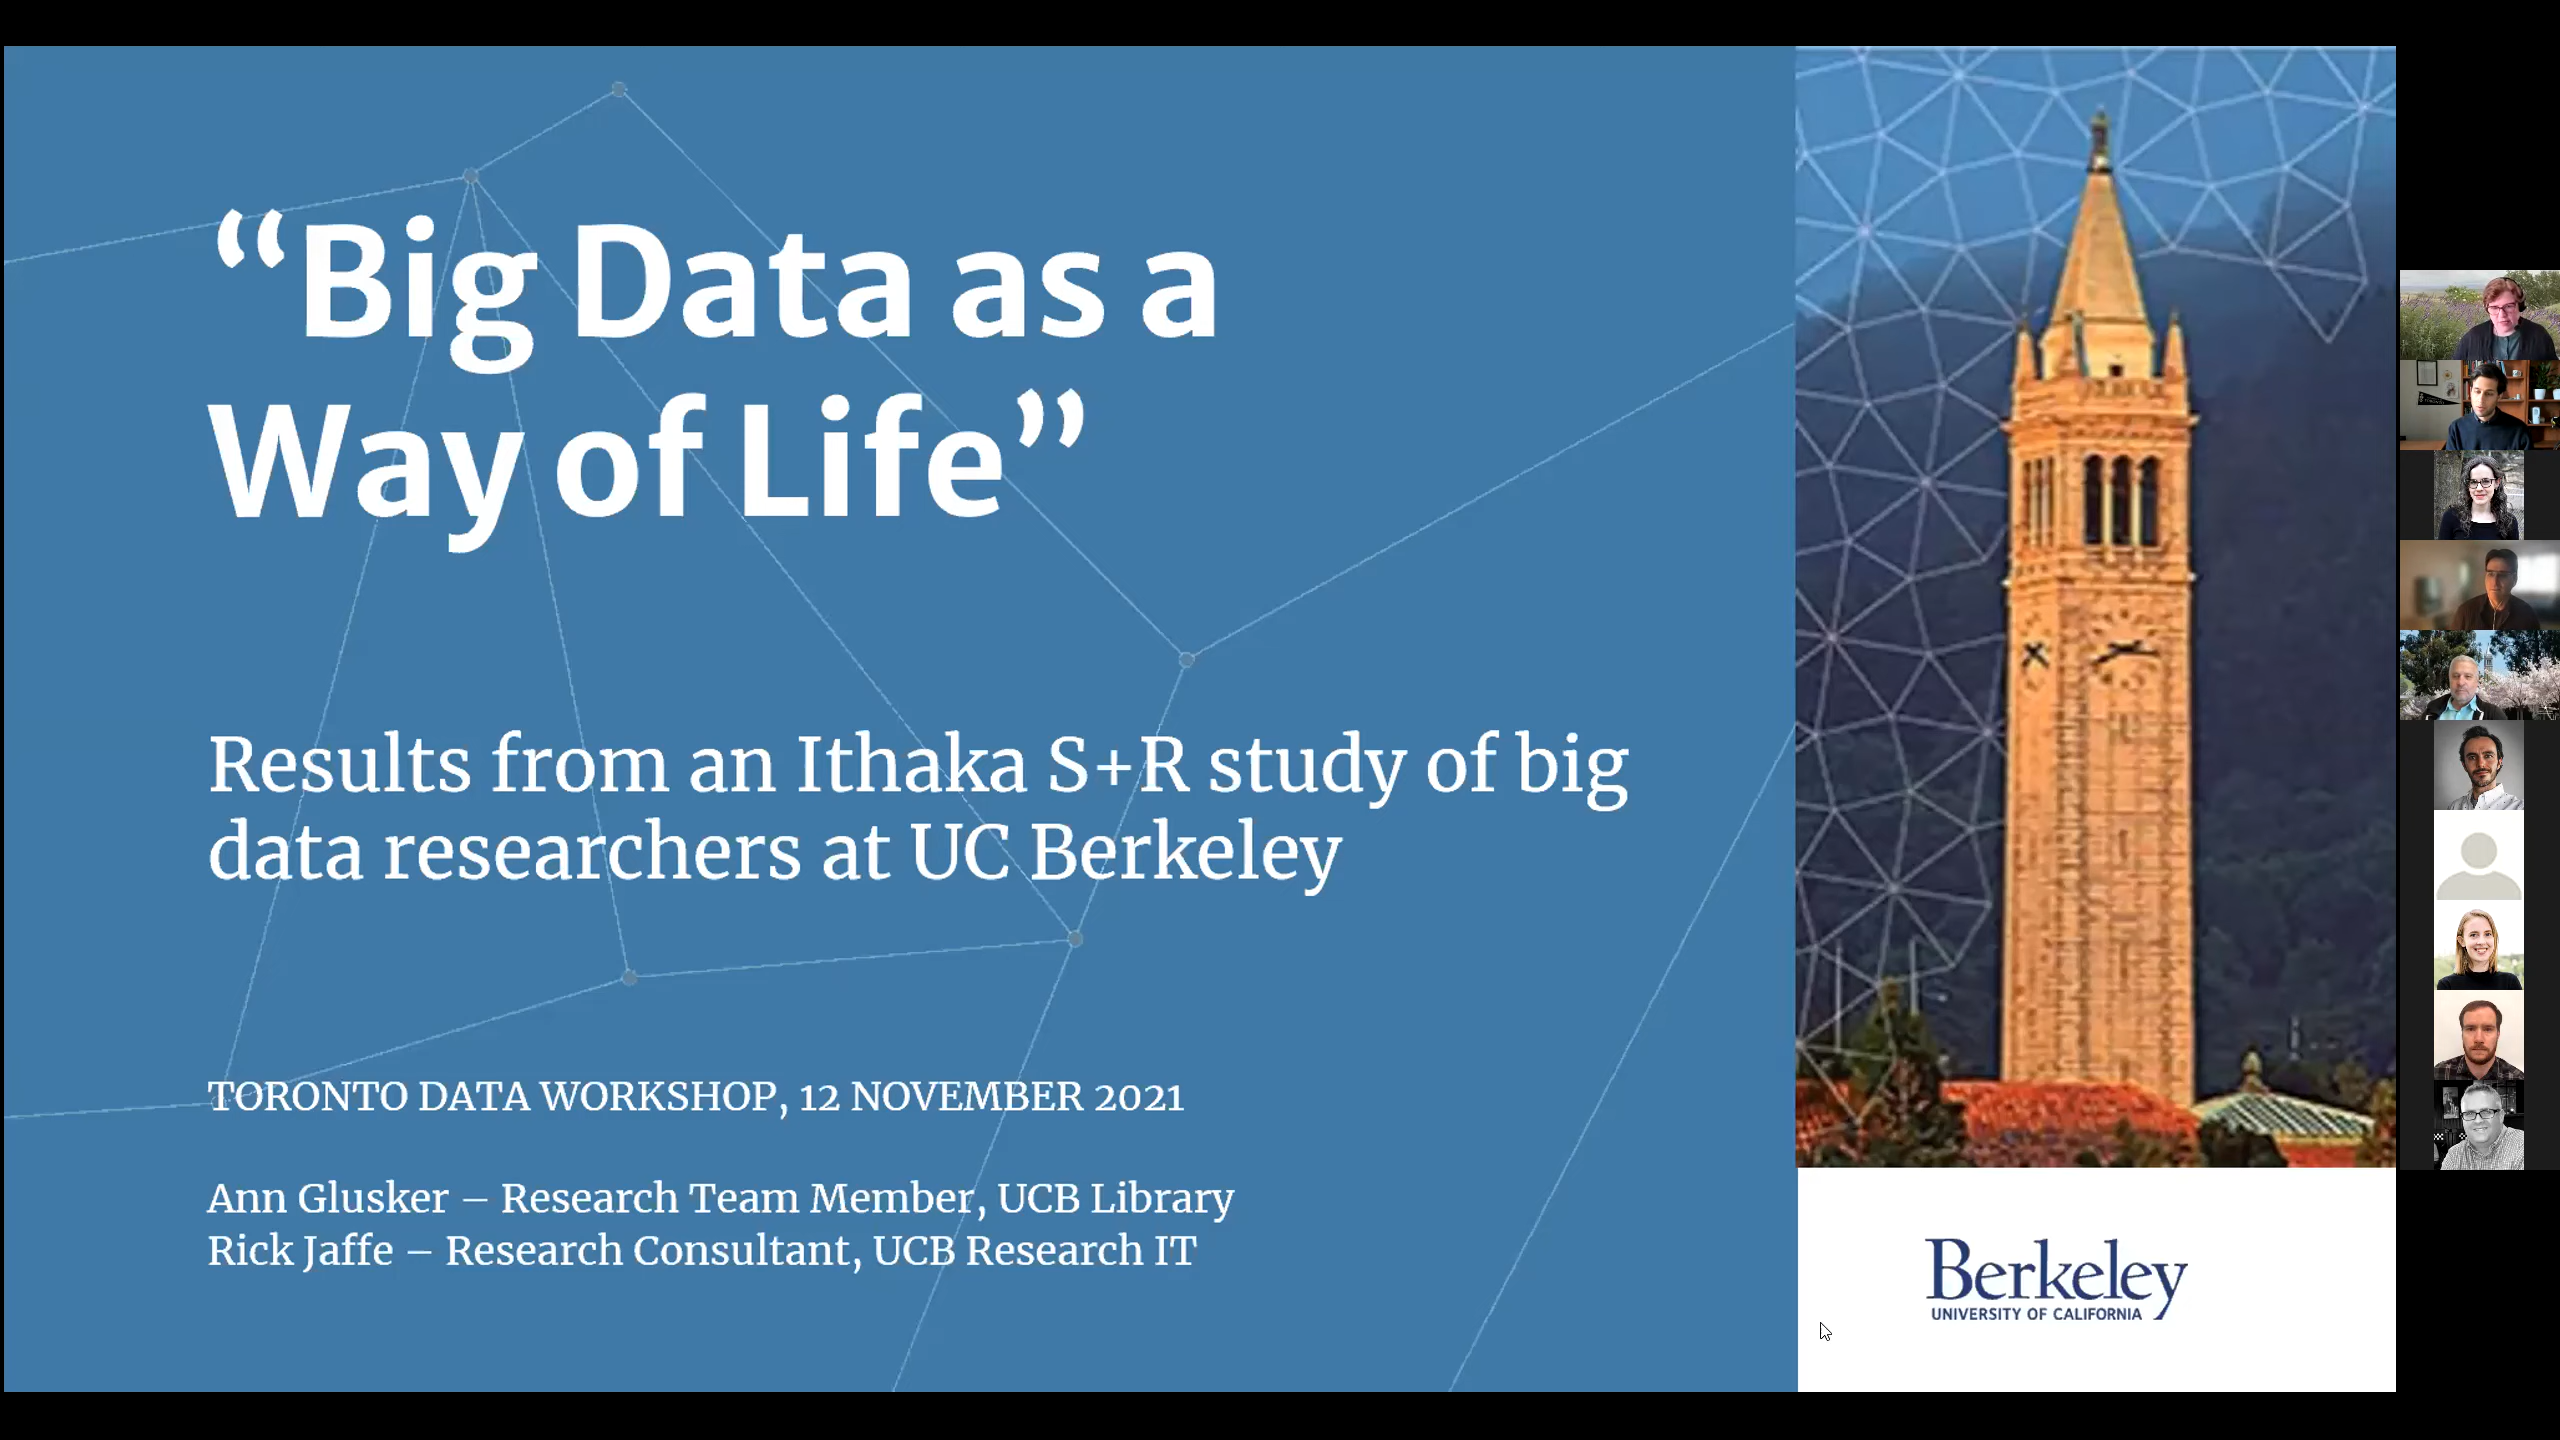 “Big Data as a
Way of Life”
Results from an Ithaka S+R study of big
data researchers at UC Berkeley
TORONTO DATA WORKSHOP, 12 NOVEMBER 2021
Ann Glusker – Research Team Member, UCB Library
Rick Jaffe – Research Consultant, UCB Research IT
Berkeley
UNIVERSITY OF CALIFORNIA